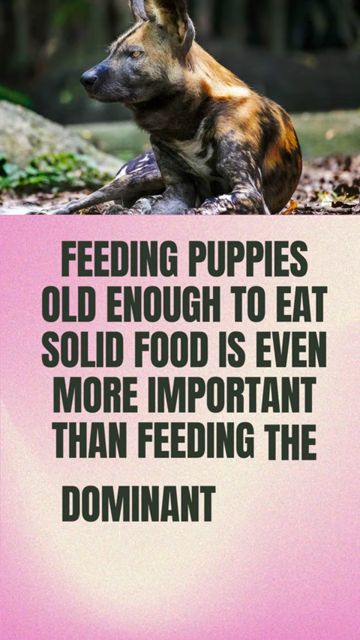 FEEDING PUPPIES
OLD ENOUGH TO EAT
SOLID FOOD IS EVEN
MORE IMPORTANT
THAN FEEDING THE
DOMINANT